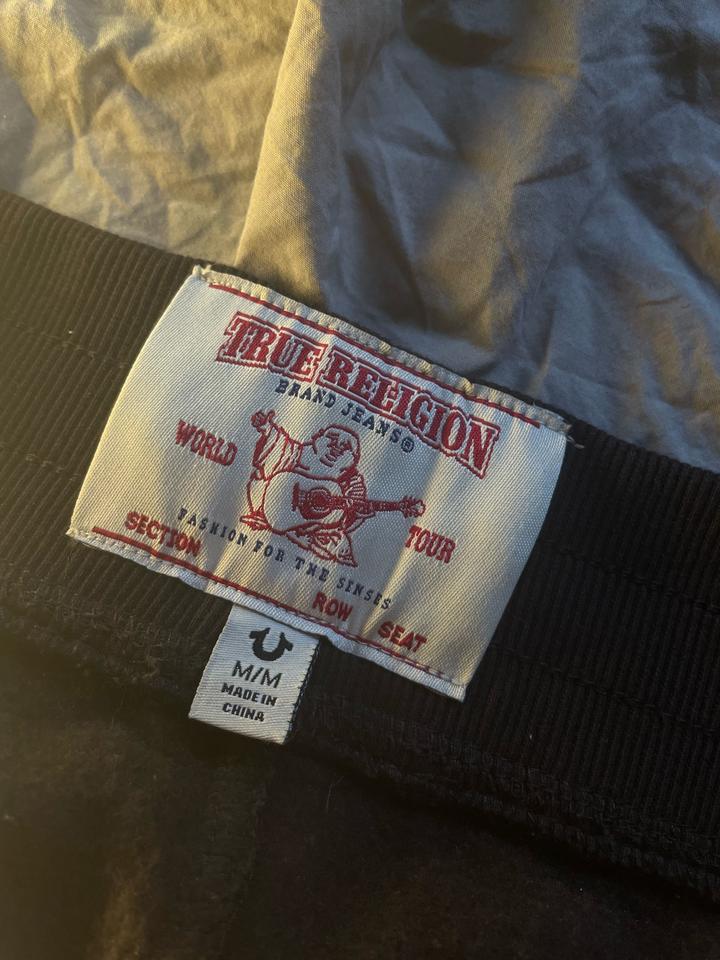 TRUE RELIGION
BRAND JEANS®
WORLD TOUR
FASHION FOR THE SENSES
SECTION ROW SEAT
M/M
MADE IN
CHINA